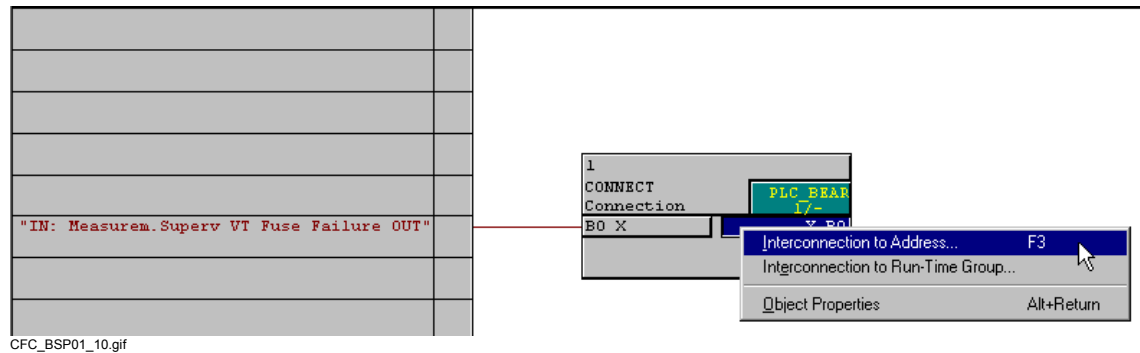 1
CONNECT
Connection
PLC_BEAR
1/-
"IN: Measurem.Superv VT Fuse Failure OUT"
BO X
Y BO
Interconnection to Address... F3
Interconnection to Run-Time Group...
Object Properties Alt+Return
CFC_BSP01_10.gif